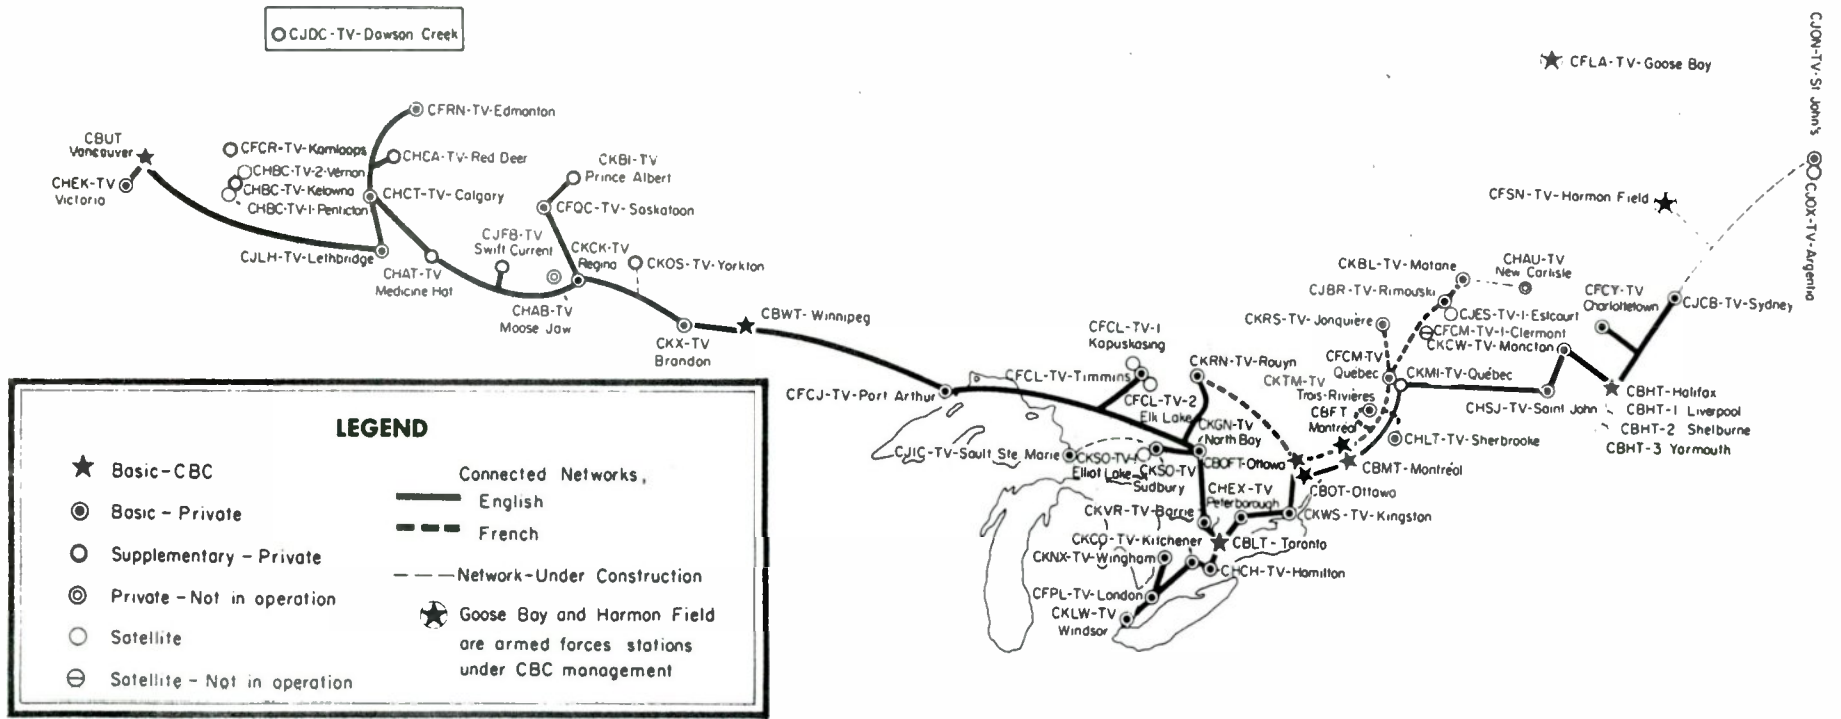 CJDC-TV-Dawson Creek
CFRN-TV-Edmonton
CBUT
Vancouver
CFCR-TV-Kamloops
CHCA-TV-Red Deer
CHBC-TV-2-Vernon
CHEK-TV
Victoria
CHBC-TV-Kelowna
CHBC-TV-1-Penticton
CHCT-TV-Calgary
CKBI-TV
Prince Albert
CFQC-TV-Saskatoon
CJFB-TV
Swift Current
CKCK-TV
Regina
CKOS-TV-Yorkton
CJLH-TV-Lethbridge
CHAT-TV
Medicine Hat
CHAB-TV
Moose Jaw
CBWT-Winnipeg
CKX-TV
Brandon
CFCJ-TV-Port Arthur
CFCL-TV-1
Kapuskasing
CFCL-TV-Timmins
CFCL-TV-2
Elk Lake
CKRN-TV-Rouyn
CKGN-TV
North Bay
CJIC-TV-Sault Ste. Marie
CKSO-TV-1
Elliot Lake
CKSO-TV
Sudbury
CBOFT-Ottawa
CHEX-TV
Peterborough
CBOT-Ottawa
CKVR-TV-Barrie
CKWS-TV-Kingston
CKCO-TV-Kitchener
CBLT-Toronto
CKNX-TV-Wingham
CHCH-TV-Hamilton
CFPL-TV-London
CKLW-TV
Windsor
CFLA-TV-Goose Bay
CJON-TV-St John's
CJOX-TV-Argentia
CFSN-TV-Harmon Field
CKBL-TV-Matane
CHAU-TV
New Carlisle
CJBR-TV-Rimouski
CJES-TV-1-Estcourt
CKRS-TV-Jonquière
CFCM-TV-1-Clermont
CKCW-TV-Moncton
CFCY-TV
Charlottetown
CJCB-TV-Sydney
CFCM-TV
Québec
CKMI-TV-Québec
CKTM-TV
Trois-Rivières
CBFT
Montréal
CHSJ-TV-Saint John
CHLT-TV-Sherbrooke
CBMT-Montréal
CBHT-Halifax
CBHT-1 Liverpool
CBHT-2 Shelburne
CBHT-3 Yarmouth
LEGEND
Basic-CBC
Basic-Private
Supplementary-Private
Private-Not in operation
Satellite
Satellite-Not in operation
Connected Networks,
English
French
Network-Under Construction
Goose Bay and Harmon Field
are armed forces stations
under CBC management